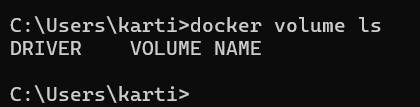 C:\Users\karti>docker volume ls
DRIVER    VOLUME NAME
C:\Users\karti>